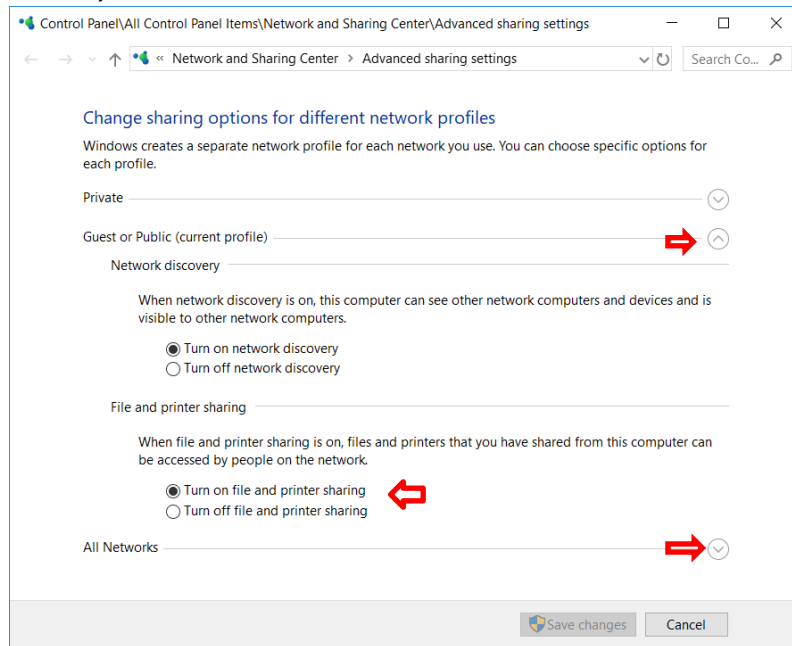 Control Panel\All Control Panel Items\Network and Sharing Center\Advanced sharing settings
« Network and Sharing Center > Advanced sharing settings
Search Co...
Change sharing options for different network profiles
Windows creates a separate network profile for each network you use. You can choose specific options for
each profile.
Private
Guest or Public (current profile)
Network discovery
When network discovery is on, this computer can see other network computers and devices and is
visible to other network computers.
Turn on network discovery
Turn off network discovery
File and printer sharing
When file and printer sharing is on, files and printers that you have shared from this computer can
be accessed by people on the network.
Turn on file and printer sharing
Turn off file and printer sharing
All Networks
Save changes
Cancel